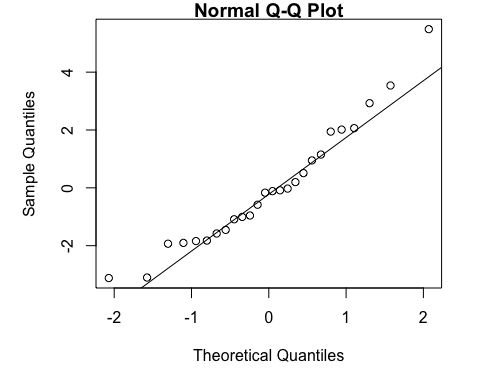 Normal Q-Q Plot
4
2
0
-2
Sample Quantiles
-2 -1 0 1 2
Theoretical Quantiles